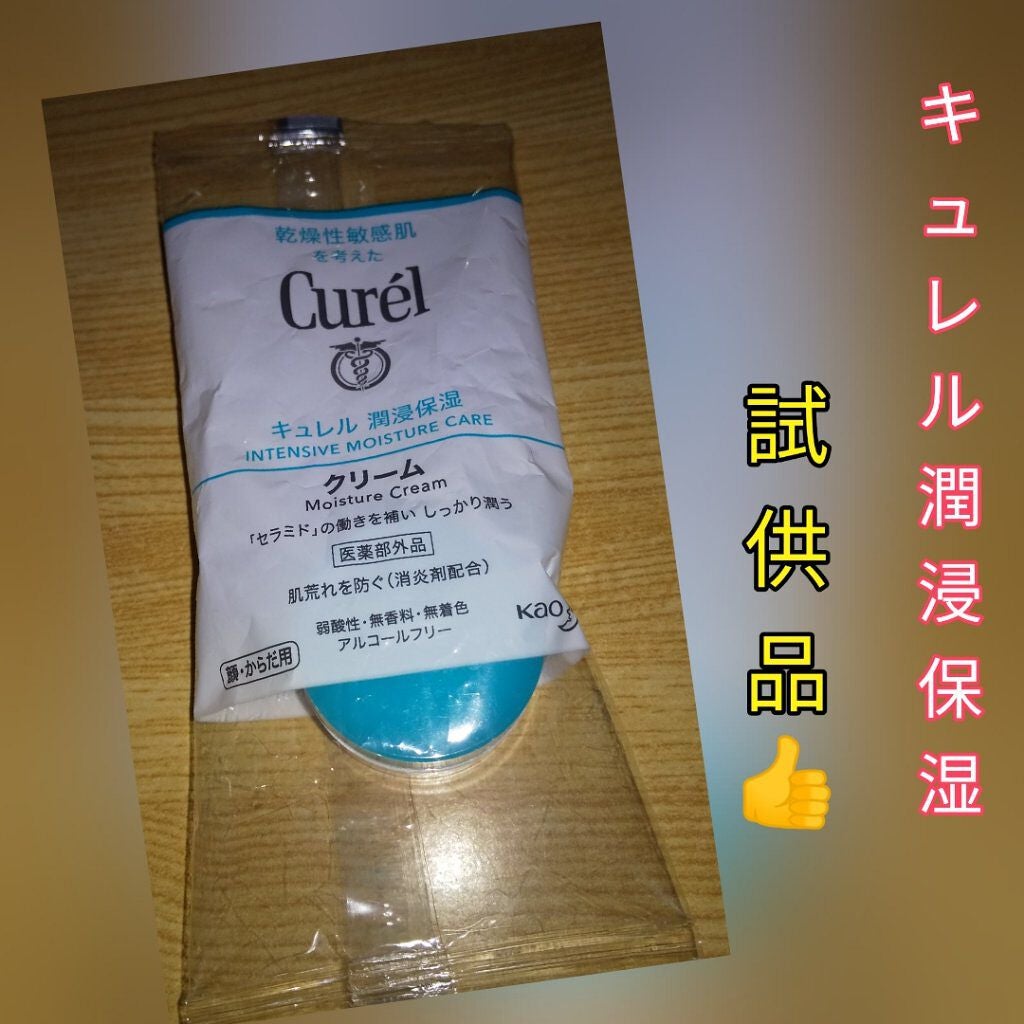 乾燥性敏感肌
を考えた
Curél
キュレル 潤浸保湿
INTENSIVE MOISTURE CARE
クリーム
Moisture Cream
「セラミド」の働きを補い しっかり潤う
医薬部外品
肌荒れを防ぐ(消炎剤配合)
弱酸性・無香料・無着色
アルコールフリー
Kao
顔・からだ用
キュレル潤浸保湿
試供品👍